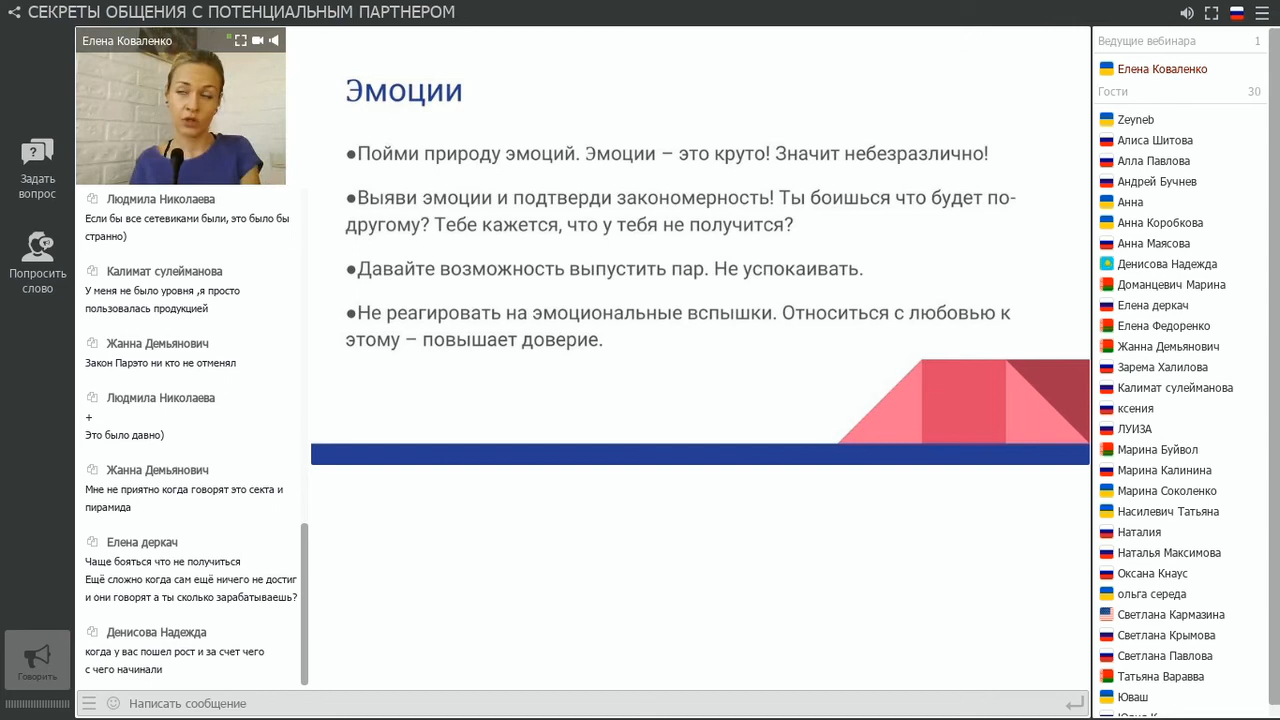 СЕКРЕТЫ ОБЩЕНИЯ С ПОТЕНЦИАЛЬНЫМ ПАРТНЕРОМ
Задать
вопрос
Попросить
слово
Говорить
Елена Коваленко
Людмила Николаева
Если бы все сетевиками были, это было бы
странно)
Калимат сулейманова
У меня не было уровня ,я просто
пользовалась продукцией
Жанна Демьянович
Закон Парэто ни кто не отменял
Людмила Николаева
+
Это было давно)
Жанна Демьянович
Мне не приятно когда говорят это секта и
пирамида
Елена деркач
Чаще бояться что не получиться
Ещё сложно когда сам ещё ничего не достиг
и они говорят а ты сколько зарабатываешь?
Денисова Надежда
когда у вас пошел рост и за счет чего
с чего начинали
Написать сообщение
Эмоции
●Пойми природу эмоций. Эмоции – это круто! Значит небезразлично!
●Выяви эмоции и подтверди закономерность! Ты боишься что будет по-
другому? Тебе кажется, что у тебя не получится?
●Давайте возможность выпустить пар. Не успокаивать.
●Не реагировать на эмоциональные вспышки. Относиться с любовью к
этому – повышает доверие.
Ведущие вебинара 1
Елена Коваленко
Гости 30
Zeyneb
Алиса Шитова
Алла Павлова
Андрей Бучнев
Анна
Анна Коробкова
Анна Маясова
Денисова Надежда
Доманцевич Марина
Елена деркач
Елена Федоренко
Жанна Демьянович
Зарема Халилова
Калимат сулейманова
ксения
ЛУИЗА
Марина Буйвол
Марина Калинина
Марина Соколенко
Насилевич Татьяна
Наталия
Наталья Максимова
Оксана Кнаус
ольга середа
Светлана Кармазина
Светлана Крымова
Светлана Павлова
Татьяна Варавва
Юваш